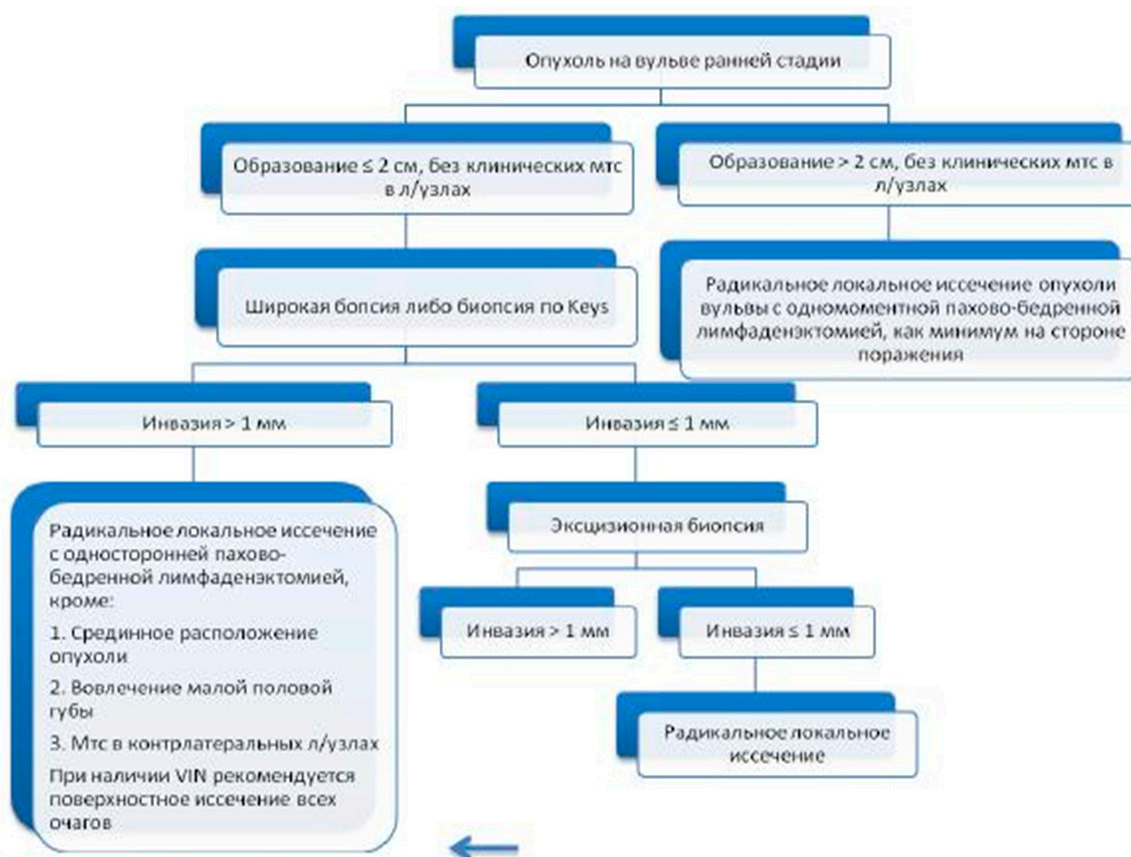 Опухоль на вульве ранней стадии
Образование ≤ 2 см, без клинических мтс
в л/узлах
Образование > 2 см, без клинических мтс в
л/узлах
Широкая бопсия либо биопсия по Keys
Радикальное локальное иссечение опухоли
вульвы с одномоментной пахово-бедренной
лимфаденэктомией, как минимум на стороне
поражения
Инвазия > 1 мм
Инвазия ≤ 1 мм
Радикальное локальное иссечение
с односторонней пахово-
бедренной лимфаденэктомией,
кроме:
1. Срединное расположение
опухоли
2. Вовлечение малой половой
губы
3. Мтс в контрлатеральных л/узлах
При наличии VIN рекомендуется
поверхностное иссечение всех
очагов
Эксцизионная биопсия
Инвазия > 1 мм
Инвазия ≤ 1 мм
Радикальное локальное
иссечение